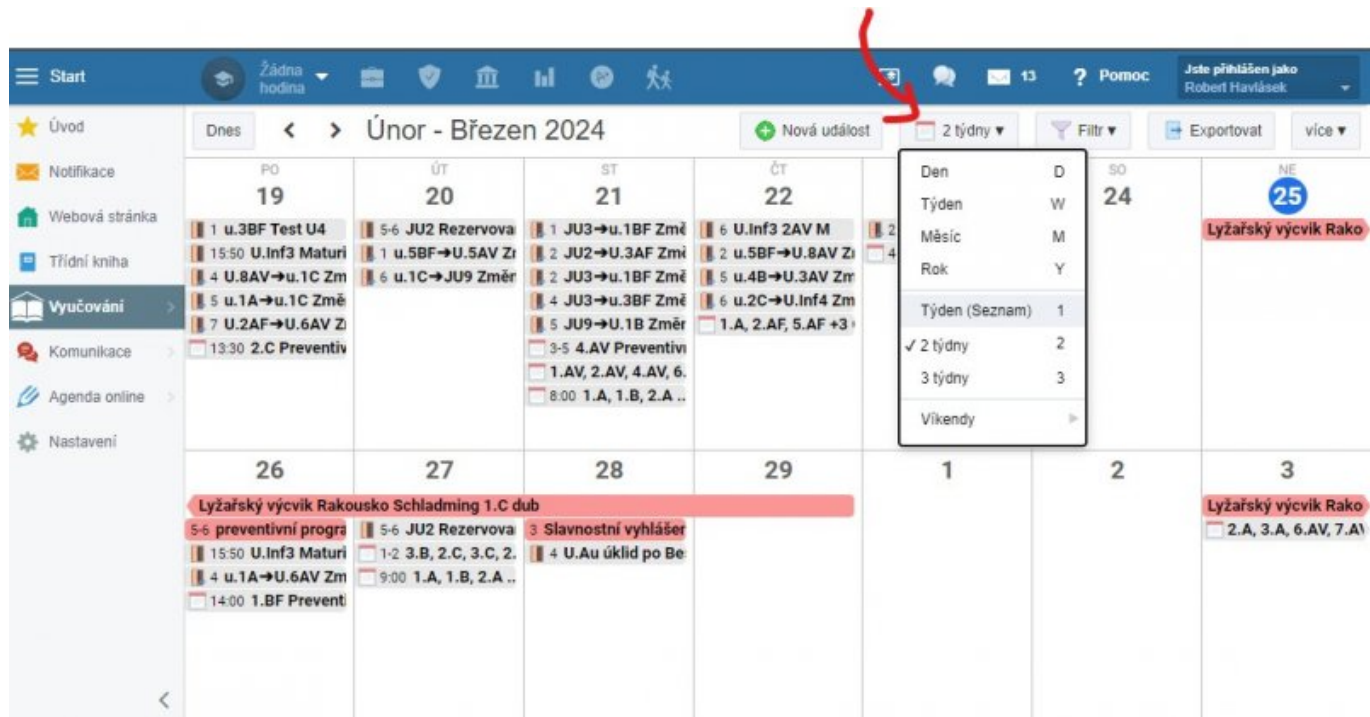 Start
Žádná hodina
13
? Pomoc
Jste přihlášen jako
Robert Havlásek
Úvod
Notifikace
Webová stránka
Třídní kniha
Vyučování
Komunikace
Agenda online
Nastavení
Dnes
Únor - Březen 2024
Nová událost
2 týdny
Filtr
Exportovat
více
PO
ÚT
ST
ČT
SO
NE
19
20
21
22
24
25
1 u.3BF Test U4
15:50 U.Inf3 Maturi
4 U.8AV→u.1C Zm
5 u.1A→u.1C Změ
7 U.2AF→U.6AV Z
13:30 2.C Preventiv
5-6 JU2 Rezervova
1 u.5BF→U.5AV Zr
6 u.1C→JU9 Změr
1 JU3→u.1BF Změ
2 JU2→U.3AF Změ
2 JU3→u.1BF Změ
4 JU3→u.3BF Změ
5 JU9→U.1B Změr
3-5 4.AV Preventivn
1.AV, 2.AV, 4.AV, 6.
8:00 1.A, 1.B, 2.A ..
6 U.Inf3 2AV M
2 u.5BF→U.8AV Z
5 u.4B→U.3AV Zm
6 u.2C→U.Inf4 Zm
1.A, 2.AF, 5.AF +3
2
4
Lyžařský výcvik Rako
Den D
Týden W
Měsíc M
Rok Y
Týden (Seznam) 1
✓ 2 týdny 2
3 týdny 3
Víkendy
26
27
28
29
1
2
3
Lyžařský výcvik Rakousko Schladming 1.C dub
5-6 preventivní progra
15:50 U.Inf3 Maturi
4 u.1A→U.6AV Zm
14:00 1.BF Preventi
5-6 JU2 Rezervova
1-2 3.B, 2.C, 3.C, 2.
9:00 1.A, 1.B, 2.A ..
3 Slavnostní vyhlášer
4 U.Au úklid po Be
Lyžařský výcvik Rako
2.A, 3.A, 6.AV, 7.A